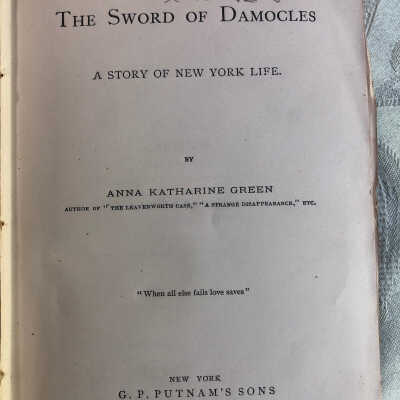 THE SWORD OF DAMOCLES
A STORY OF NEW YORK LIFE.
BY
ANNA KATHARINE GREEN
AUTHOR OF "THE LEAVENWORTH CASE," "A STRANGE DISAPPEARANCE," ETC.
"When all else fails love saves"
NEW YORK
G. P. PUTNAM'S SONS